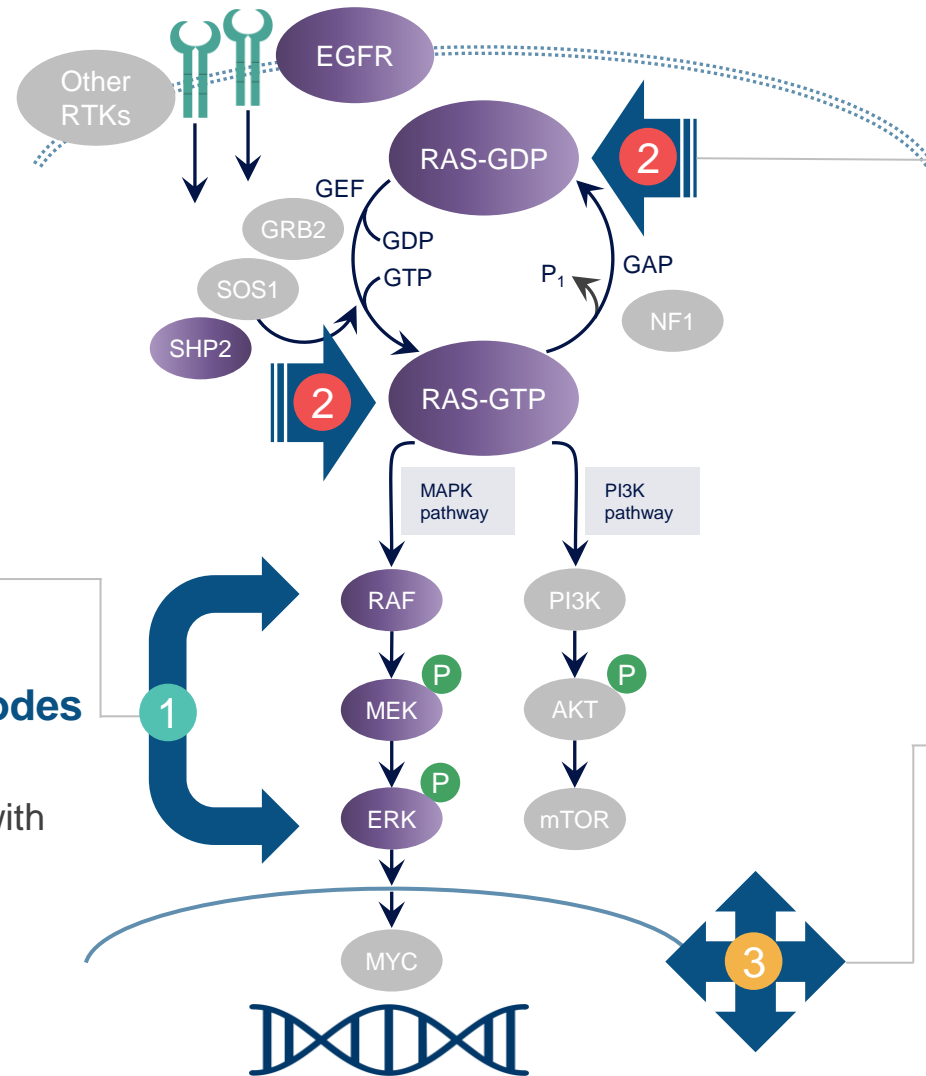 EGFR
Other
RTKs
RAS-GDP
2
GEF
GRB2
GDP
GTP
P1
GAP
SOS1
NF1
SHP2
2
RAS-GTP
MAPK
pathway
PI3K
pathway
RAF
PI3K
P
P
odes
1
MEK
AKT
P
with
ERK
mTOR
MYC
3